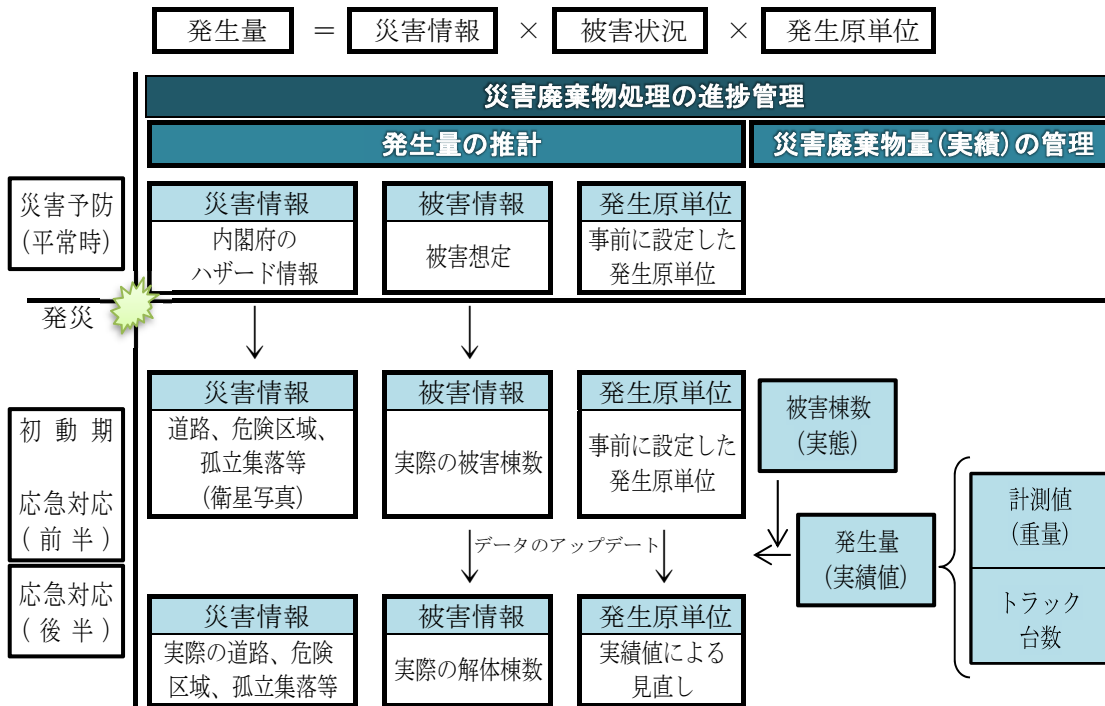 発生量 = 災害情報 × 被害状況 × 発生原単位
災害廃棄物処理の進捗管理
発生量の推計
災害廃棄物量(実績)の管理
災害予防
(平常時)
災害情報
内閣府の
ハザード情報
被害情報
被害想定
発生原単位
事前に設定した
発生原単位
発災
初動期
応急対応
(前半)
災害情報
道路、危険区域、
孤立集落等
(衛星写真)
被害情報
実際の被害棟数
発生原単位
事前に設定した
発生原単位
被害棟数
(実態)
データのアップデート
発生量
(実績値)
計測値
(重量)
トラック
台数
応急対応
(後半)
災害情報
実際の道路、危険
区域、孤立集落等
被害情報
実際の解体棟数
発生原単位
実績値による
見直し